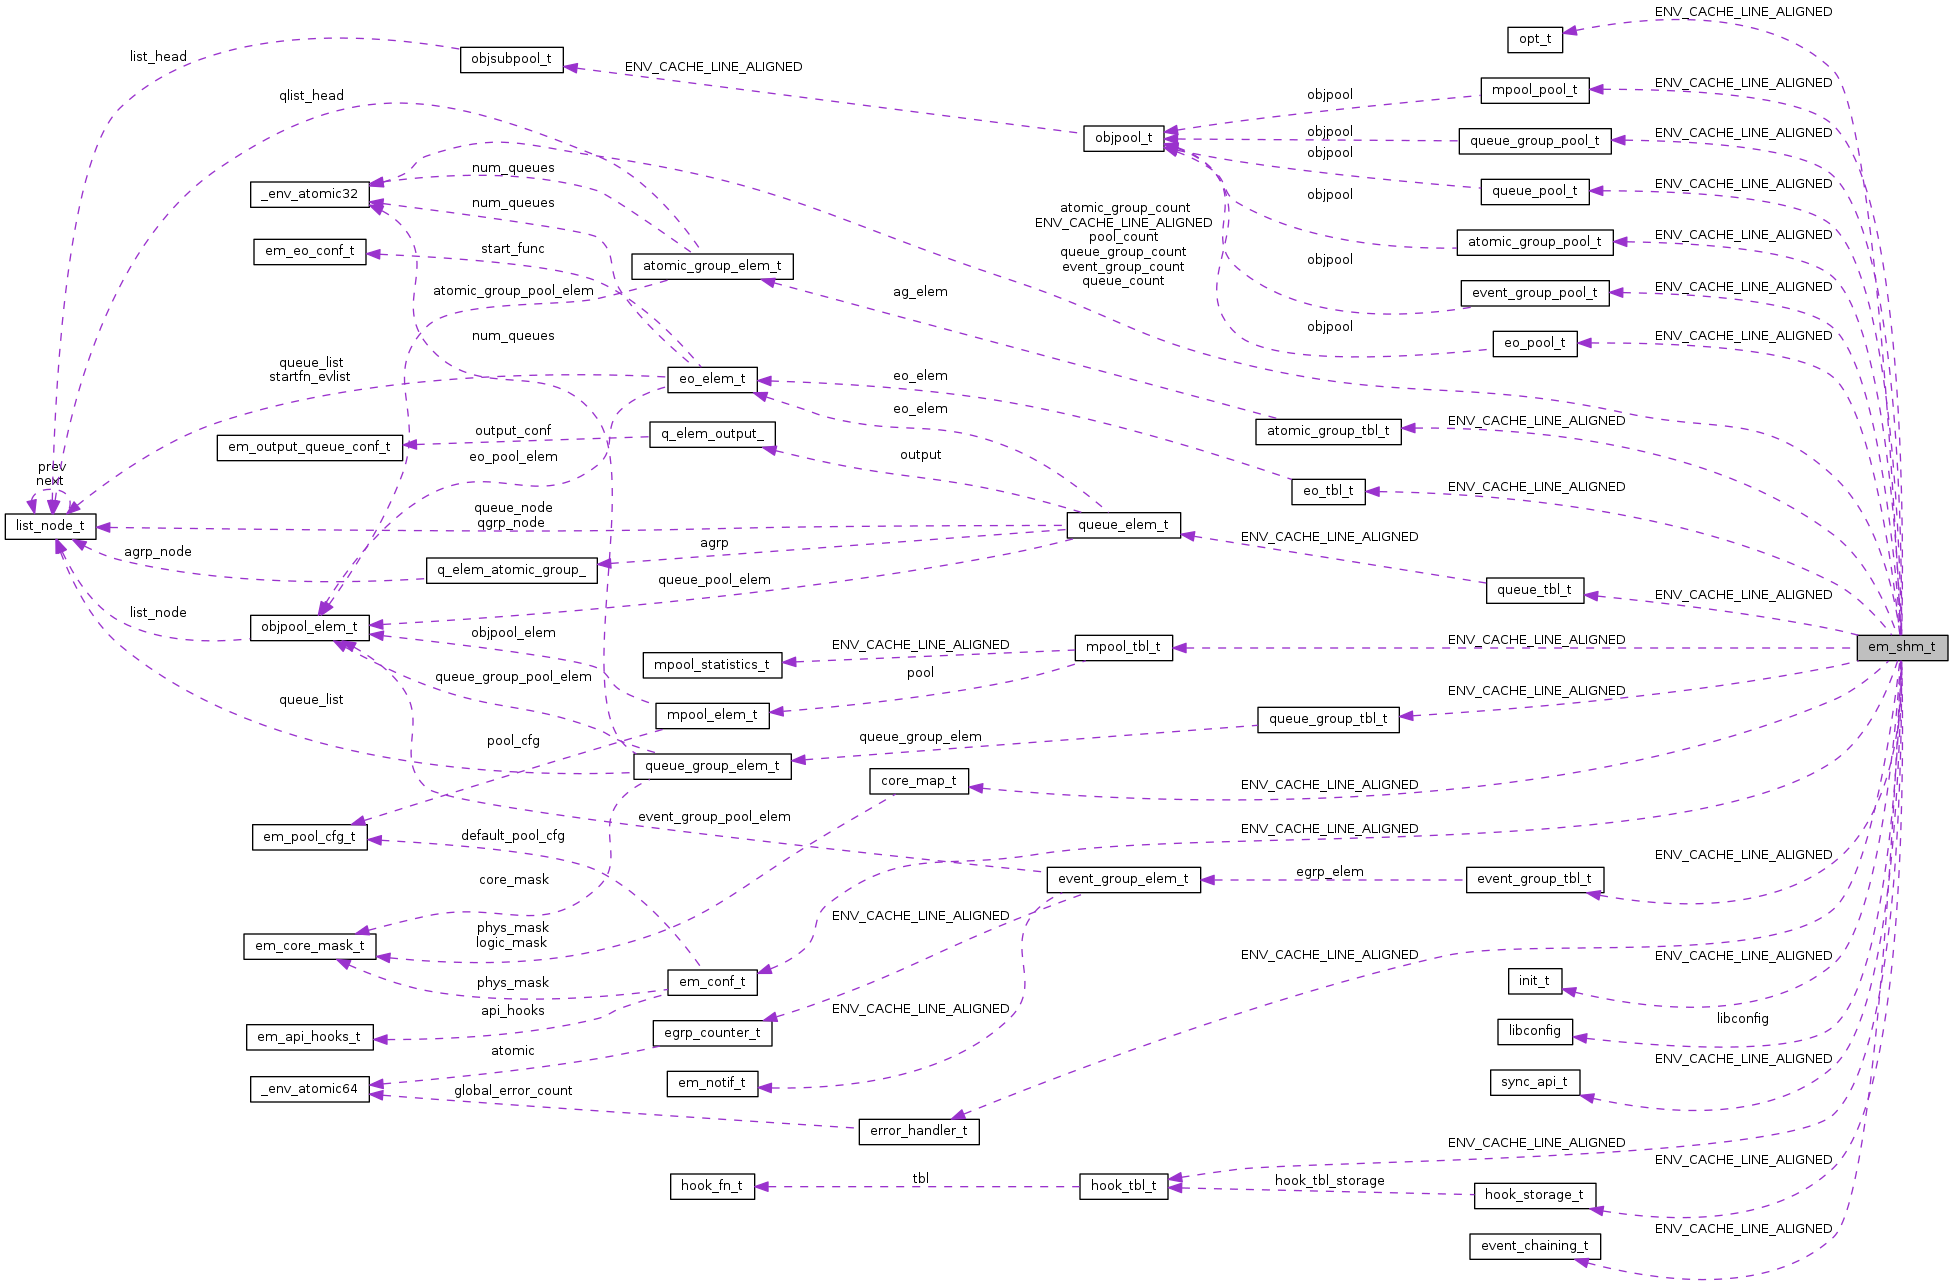 ENV_CACHE_LINE_ALIGNED
opt_t
list_head
objsubpool_t
ENV_CACHE_LINE_ALIGNED
ENV_CACHE_LINE_ALIGNED
mpool_pool_t
objpool
qlist_head
objpool_t
objpool
ENV_CACHE_LINE_ALIGNED
queue_group_pool_t
objpool
num_queues
_env_atomic32
ENV_CACHE_LINE_ALIGNED
queue_pool_t
objpool
num_queues
atomic_group_count
ENV_CACHE_LINE_ALIGNED
pool_count
queue_group_count
event_group_count
queue_count
ENV_CACHE_LINE_ALIGNED
atomic_group_pool_t
em_eo_conf_t
start_func
atomic_group_elem_t
objpool
atomic_group_pool_elem
ag_elem
ENV_CACHE_LINE_ALIGNED
event_group_pool_t
objpool
num_queues
ENV_CACHE_LINE_ALIGNED
eo_pool_t
queue_list
startfn_evlist
eo_elem_t
eo_elem
eo_elem
ENV_CACHE_LINE_ALIGNED
atomic_group_tbl_t
em_output_queue_conf_t
output_conf
q_elem_output_
output
eo_pool_elem
prev
next
ENV_CACHE_LINE_ALIGNED
eo_tbl_t
list_node_t
queue_node
qgrp_node
queue_elem_t
ENV_CACHE_LINE_ALIGNED
agrp_node
q_elem_atomic_group_
agrp
queue_pool_elem
queue_tbl_t
ENV_CACHE_LINE_ALIGNED
list_node
objpool_elem_t
objpool_elem
ENV_CACHE_LINE_ALIGNED
mpool_tbl_t
ENV_CACHE_LINE_ALIGNED
em_shm_t
mpool_statistics_t
pool
queue_group_pool_elem
ENV_CACHE_LINE_ALIGNED
queue_list
mpool_elem_t
queue_group_tbl_t
pool_cfg
queue_group_elem
queue_group_elem_t
core_map_t
ENV_CACHE_LINE_ALIGNED
event_group_pool_elem
em_pool_cfg_t
default_pool_cfg
ENV_CACHE_LINE_ALIGNED
ENV_CACHE_LINE_ALIGNED
core_mask
event_group_elem_t
egrp_elem
event_group_tbl_t
ENV_CACHE_LINE_ALIGNED
em_core_mask_t
phys_mask
logic_mask
ENV_CACHE_LINE_ALIGNED
ENV_CACHE_LINE_ALIGNED
phys_mask
em_conf_t
init_t
api_hooks
ENV_CACHE_LINE_ALIGNED
libconfig
em_api_hooks_t
egrp_counter_t
libconfig
atomic
ENV_CACHE_LINE_ALIGNED
_env_atomic64
global_error_count
em_notif_t
sync_api_t
error_handler_t
ENV_CACHE_LINE_ALIGNED
ENV_CACHE_LINE_ALIGNED
hook_fn_t
tbl
hook_tbl_t
hook_tbl_storage
hook_storage_t
ENV_CACHE_LINE_ALIGNED
event_chaining_t